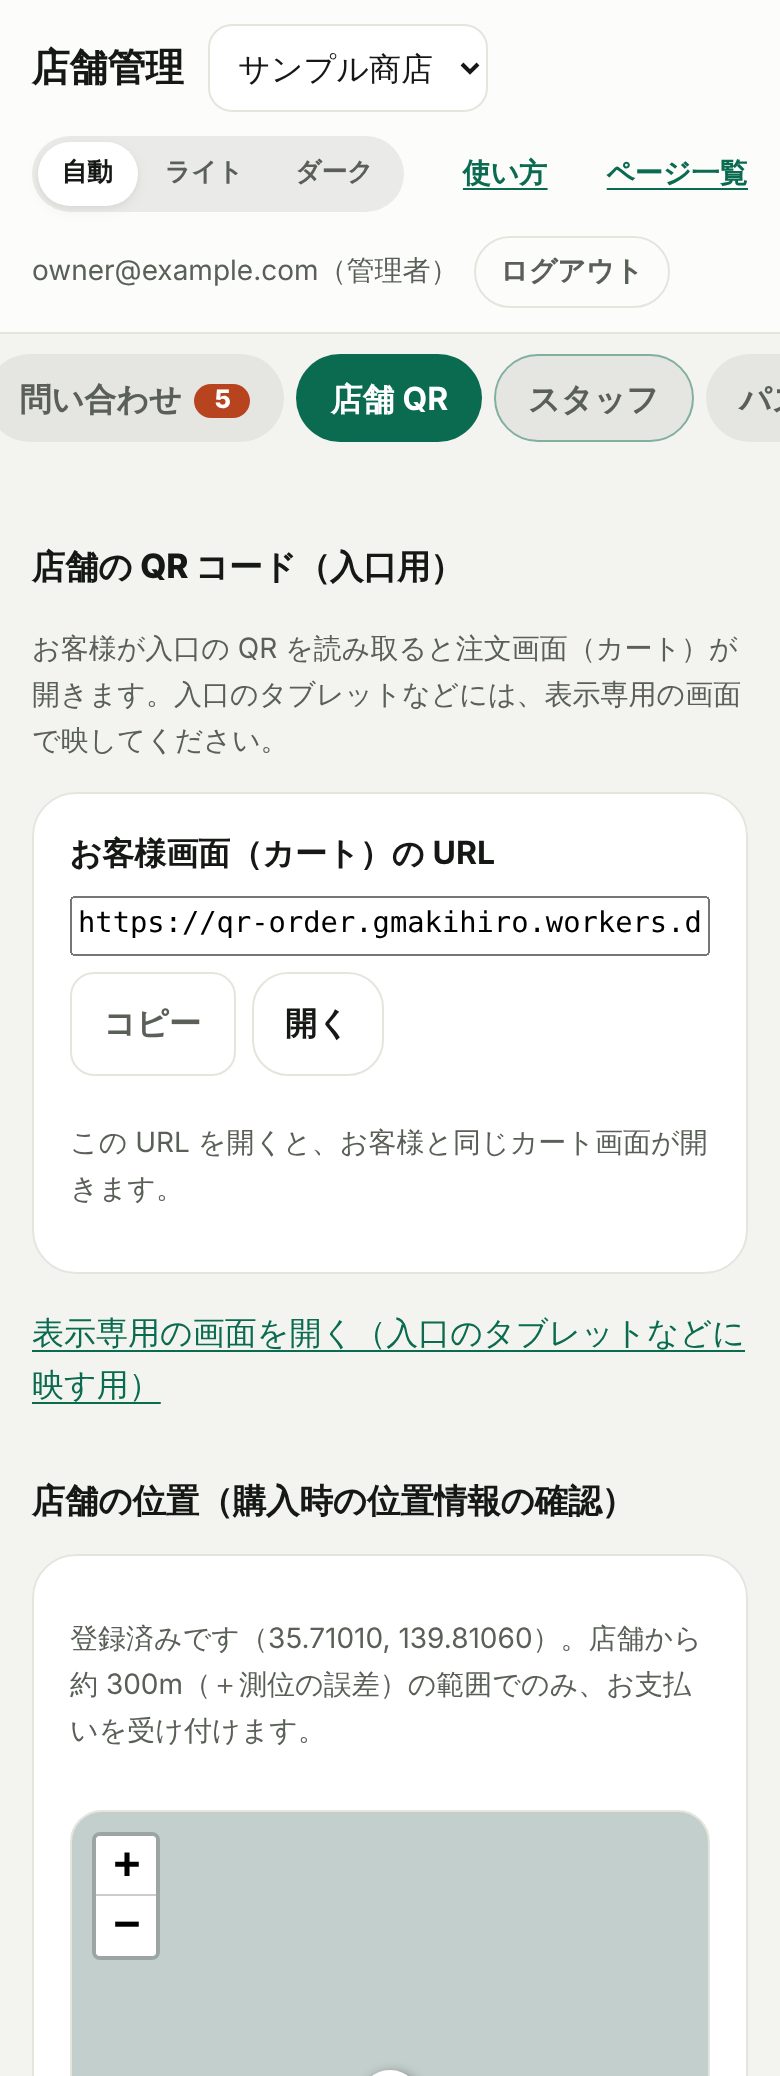 店舗管理 サンプル商店
自動 ライト ダーク 使い方 ページ一覧
owner@example.com（管理者） ログアウト
問い合わせ 5 店舗 QR スタッフ
店舗の QR コード（入口用）
お客様が入口の QR を読み取ると注文画面（カート）が
開きます。入口のタブレットなどには、表示専用の画面
で映してください。
お客様画面（カート）の URL
https://qr-order.gmakihiro.workers.d
コピー 開く
この URL を開くと、お客様と同じカート画面が開
きます。
表示専用の画面を開く（入口のタブレットなどに
映す用）
店舗の位置（購入時の位置情報の確認）
登録済みです（35.71010, 139.81060）。店舗から
約 300m（＋測位の誤差）の範囲でのみ、お支払
いを受け付けます。
+
−